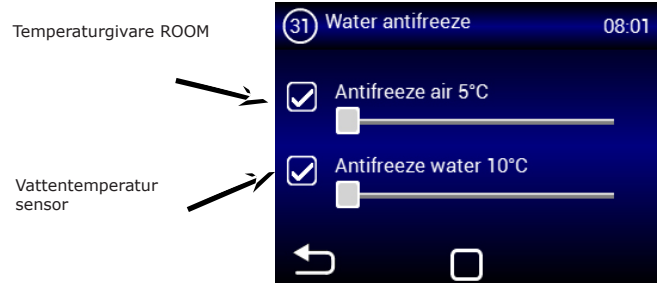 Temperaturgivare ROOM
31 Water antifreeze 08:01
Antifreeze air 5°C
Antifreeze water 10°C
Vattentemperatur
sensor